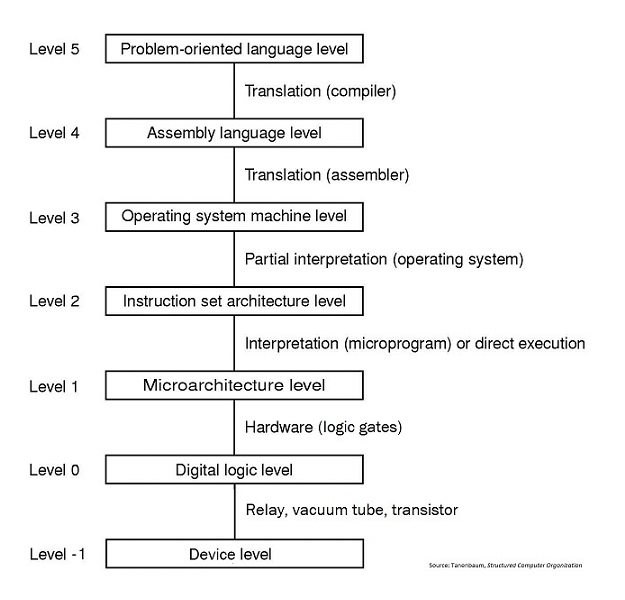 Level 5 Problem-oriented language level
Translation (compiler)
Level 4 Assembly language level
Translation (assembler)
Level 3 Operating system machine level
Partial interpretation (operating system)
Level 2 Instruction set architecture level
Interpretation (microprogram) or direct execution
Level 1 Microarchitecture level
Hardware (logic gates)
Level 0 Digital logic level
Relay, vacuum tube, transistor
Level -1 Device level
Source: Tanenbaum, Structured Computer Organization